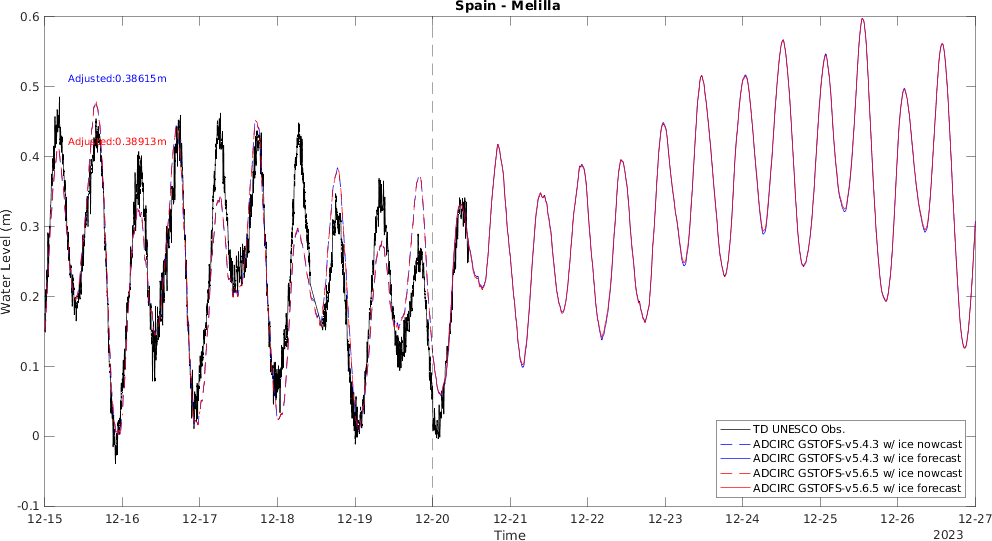 Spain - Melilla
0.6
0.5
0.4
0.3
0.2
0.1
0
-0.1
Water Level (m)
Adjusted:0.38615m
Adjusted:0.38913m
TD UNESCO Obs.
ADCIRC GSTOFS-v5.4.3 w/ ice nowcast
ADCIRC GSTOFS-v5.4.3 w/ ice forecast
ADCIRC GSTOFS-v5.6.5 w/ ice nowcast
ADCIRC GSTOFS-v5.6.5 w/ ice forecast
12-15 12-16 12-17 12-18 12-19 12-20 12-21 12-22 12-23 12-24 12-25 12-26 12-27
Time
2023